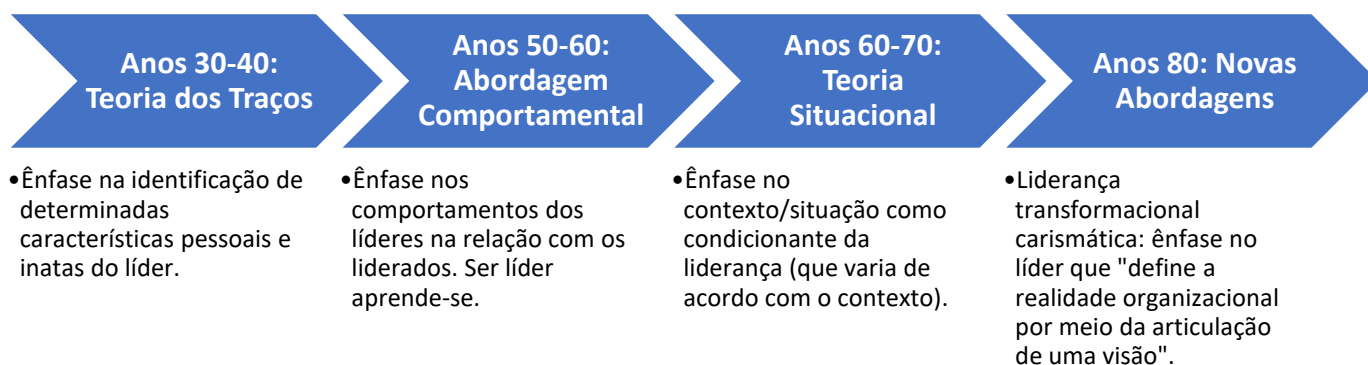 Anos 30-40:
Teoria dos Traços
•Ênfase na identificação de
determinadas
características pessoais e
inatas do líder.
Anos 50-60:
Abordagem
Comportamental
•Ênfase nos
comportamentos dos
líderes na relação com os
liderados. Ser líder
aprende-se.
Anos 60-70:
Teoria
Situacional
•Ênfase no
contexto/situação como
condicionante da
liderança (que varia de
acordo com o contexto).
Anos 80: Novas
Abordagens
•Liderança
transformacional
carismática: ênfase no
líder que "define a
realidade organizacional
por meio da articulação
de uma visão".